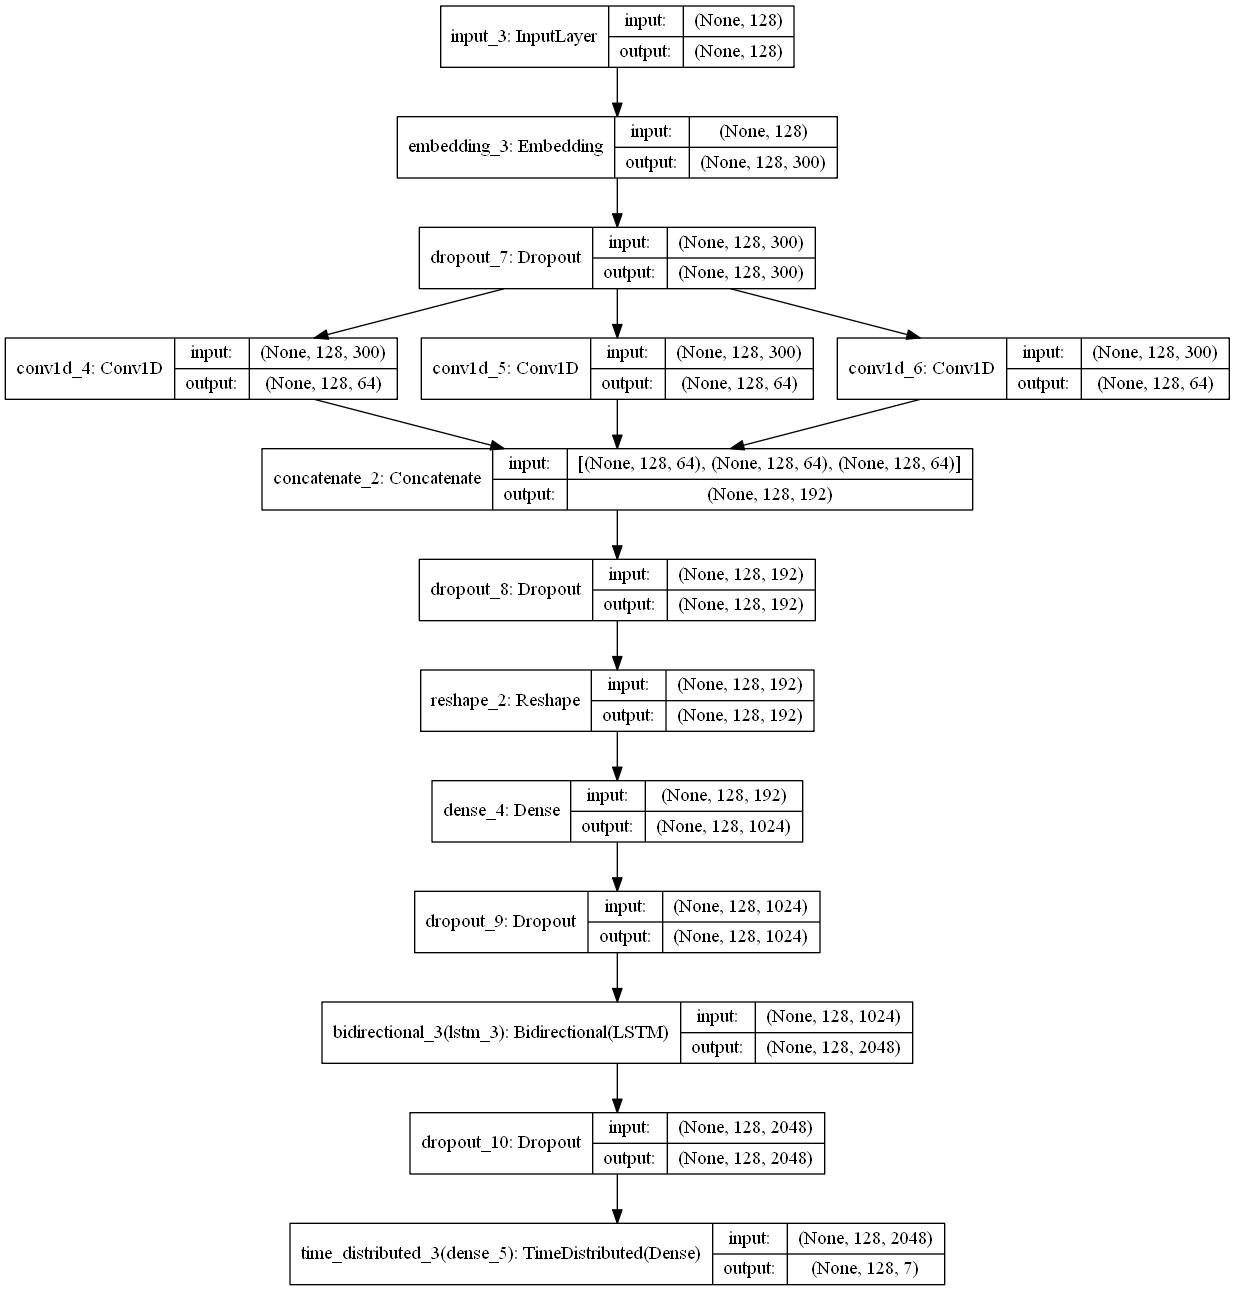 input_3: InputLayer
input: (None, 128)
output: (None, 128)
embedding_3: Embedding
input: (None, 128)
output: (None, 128, 300)
dropout_7: Dropout
input: (None, 128, 300)
output: (None, 128, 300)
conv1d_4: Conv1D
input: (None, 128, 300)
output: (None, 128, 64)
conv1d_5: Conv1D
input: (None, 128, 300)
output: (None, 128, 64)
conv1d_6: Conv1D
input: (None, 128, 300)
output: (None, 128, 64)
concatenate_2: Concatenate
input: [(None, 128, 64), (None, 128, 64), (None, 128, 64)]
output: (None, 128, 192)
dropout_8: Dropout
input: (None, 128, 192)
output: (None, 128, 192)
reshape_2: Reshape
input: (None, 128, 192)
output: (None, 128, 192)
dense_4: Dense
input: (None, 128, 192)
output: (None, 128, 1024)
dropout_9: Dropout
input: (None, 128, 1024)
output: (None, 128, 1024)
bidirectional_3(lstm_3): Bidirectional(LSTM)
input: (None, 128, 1024)
output: (None, 128, 2048)
dropout_10: Dropout
input: (None, 128, 2048)
output: (None, 128, 2048)
time_distributed_3(dense_5): TimeDistributed(Dense)
input: (None, 128, 2048)
output: (None, 128, 7)